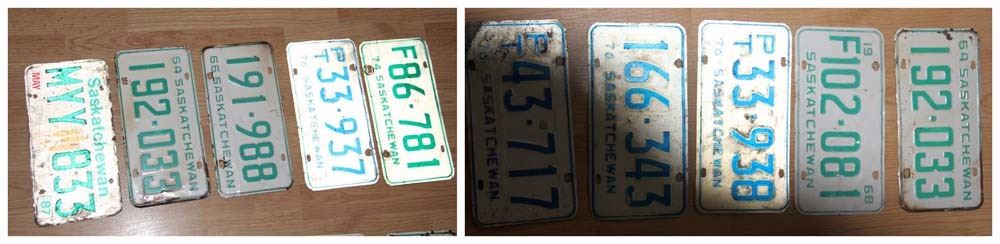 MAY
Saskatchewan
MYY 833
87
192·033
64 SASKATCHEWAN
191·988
66 SASKATCHEWAN
P/T 33·937
76 SASKATCHEWAN
F86·781
76 SASKATCHEWAN
P/T 43·717
76 SASKATCHEWAN
166·343
76 SASKATCHEWAN
P/T 33·938
76 SASKATCHEWAN
19 F102·081 68
SASKATCHEWAN
192·033
64 SASKATCHEWAN